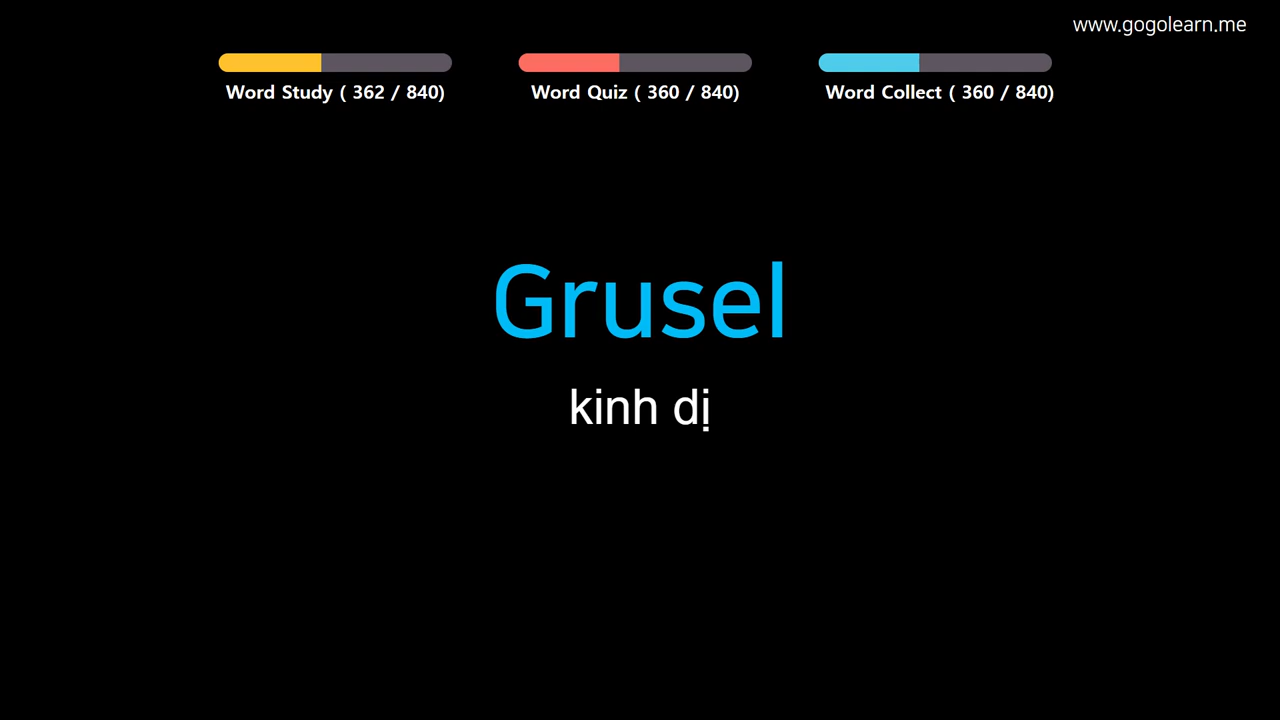 www.gogolearn.me
Word Study ( 362 / 840)
Word Quiz ( 360 / 840)
Word Collect ( 360 / 840)
Grusel
kinh dị